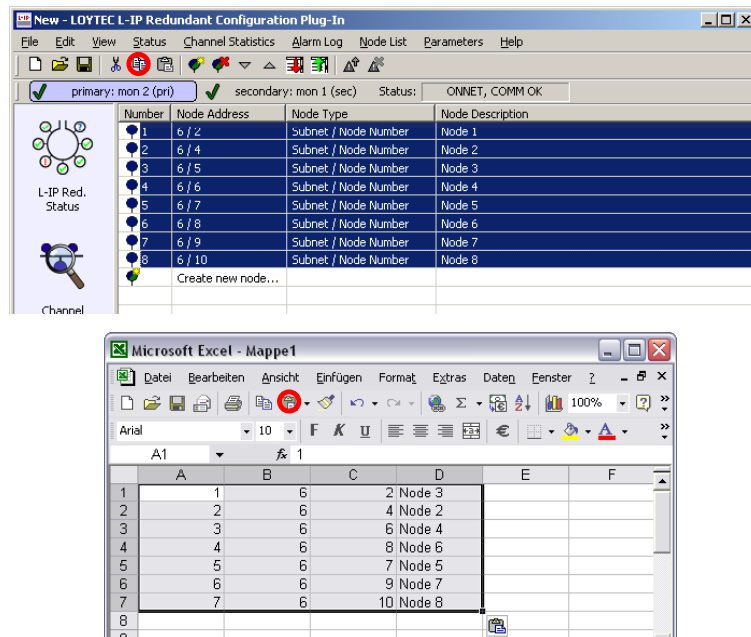 New - LOYTEC L-IP Redundant Configuration Plug-In
File Edit View Status Channel Statistics Alarm Log Node List Parameters Help
primary: mon 2 (pri) secondary: mon 1 (sec) Status: ONNET, COMM OK
Number Node Address Node Type Node Description
1 6 / 2 Subnet / Node Number Node 1
2 6 / 4 Subnet / Node Number Node 2
3 6 / 5 Subnet / Node Number Node 3
4 6 / 6 Subnet / Node Number Node 4
5 6 / 7 Subnet / Node Number Node 5
6 6 / 8 Subnet / Node Number Node 6
7 6 / 9 Subnet / Node Number Node 7
8 6 / 10 Subnet / Node Number Node 8
Create new node...
L-IP Red.
Status
Channel
Microsoft Excel - Mappe1
Datei Bearbeiten Ansicht Einfügen Format Extras Daten Fenster ?
100%
Arial 10 F K U €
A1 fx 1
A B C D E F
1 1 6 2 Node 3
2 2 6 4 Node 2
3 3 6 6 Node 4
4 4 6 8 Node 6
5 5 6 7 Node 5
6 6 6 9 Node 7
7 7 6 10 Node 8
8